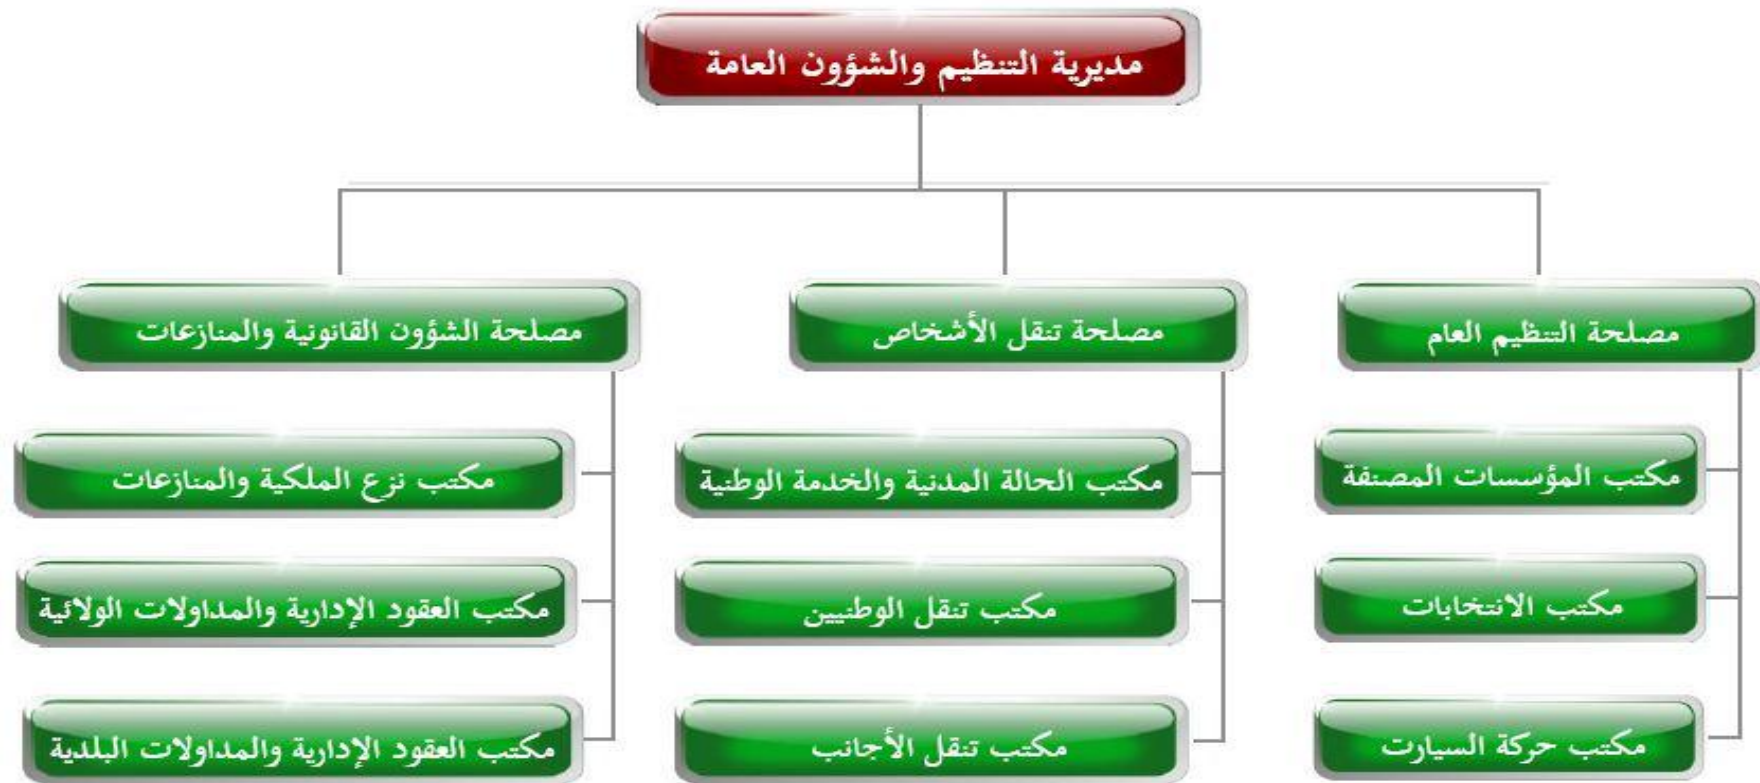 مديرية التنظيم والشؤون العامة
مصلحة التنظيم العام
مكتب المؤسسات المصنفة
مكتب الانتخابات
مكتب حركة السيارت
مصلحة تنقل الأشخاص
مكتب الحالة المدنية والخدمة الوطنية
مكتب تنقل الوطنيين
مكتب تنقل الأجانب
مصلحة الشؤون القانونية والمنازعات
مكتب نزع الملكية والمنازعات
مكتب العقود الإدارية والمداولات الولائية
مكتب العقود الإدارية والمداولات البلدية